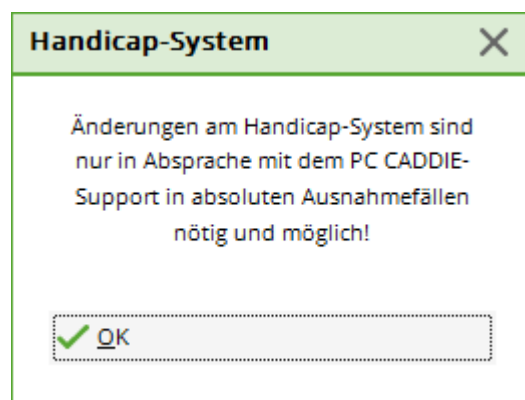 Handicap-System
Änderungen am Handicap-System sind
nur in Absprache mit dem PC CADDIE-
Support in absoluten Ausnahmefällen
nötig und möglich!
OK